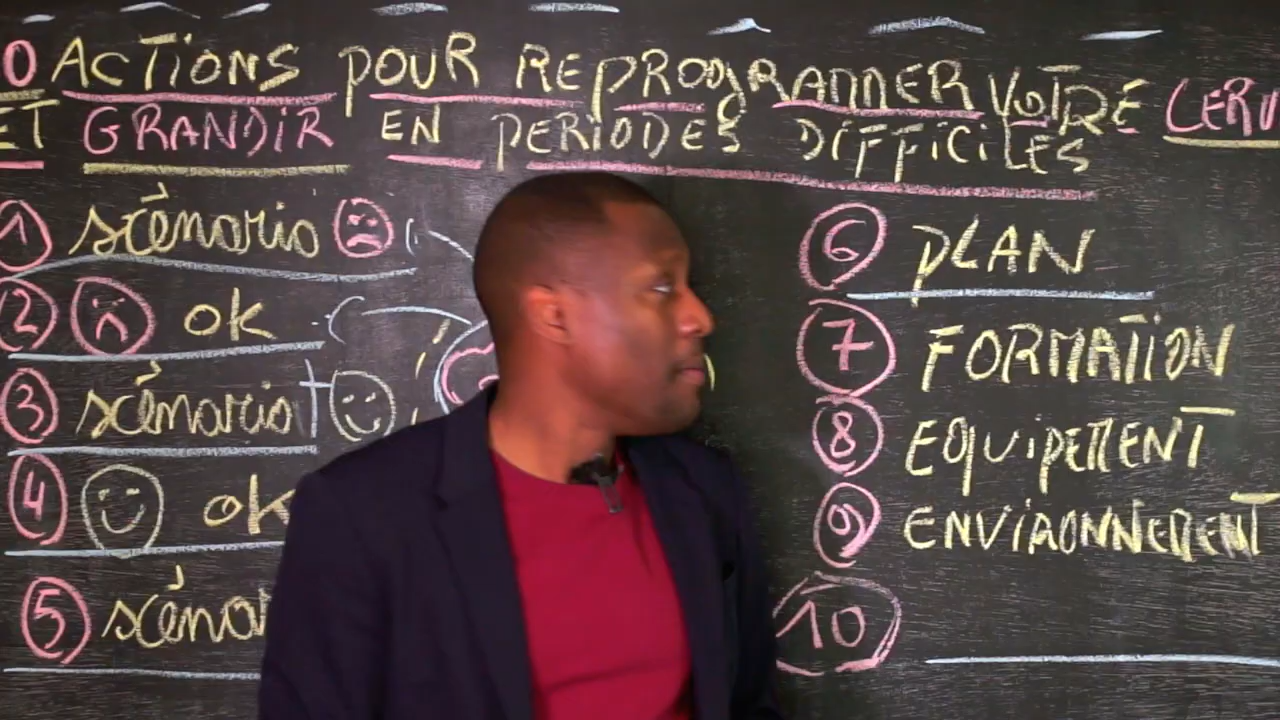 0 ACTiONS POUR REPROGRAMMER VOTRE CERV
ET GRANDiR EN PERIODES DiFFiCiLES
1 scénario
2 ok
3 scénario +
4 ok
5 scénar
6 PLAN
7 FORMATiON
8 EQUiPEMENT
9 ENViRONNEMENT
10